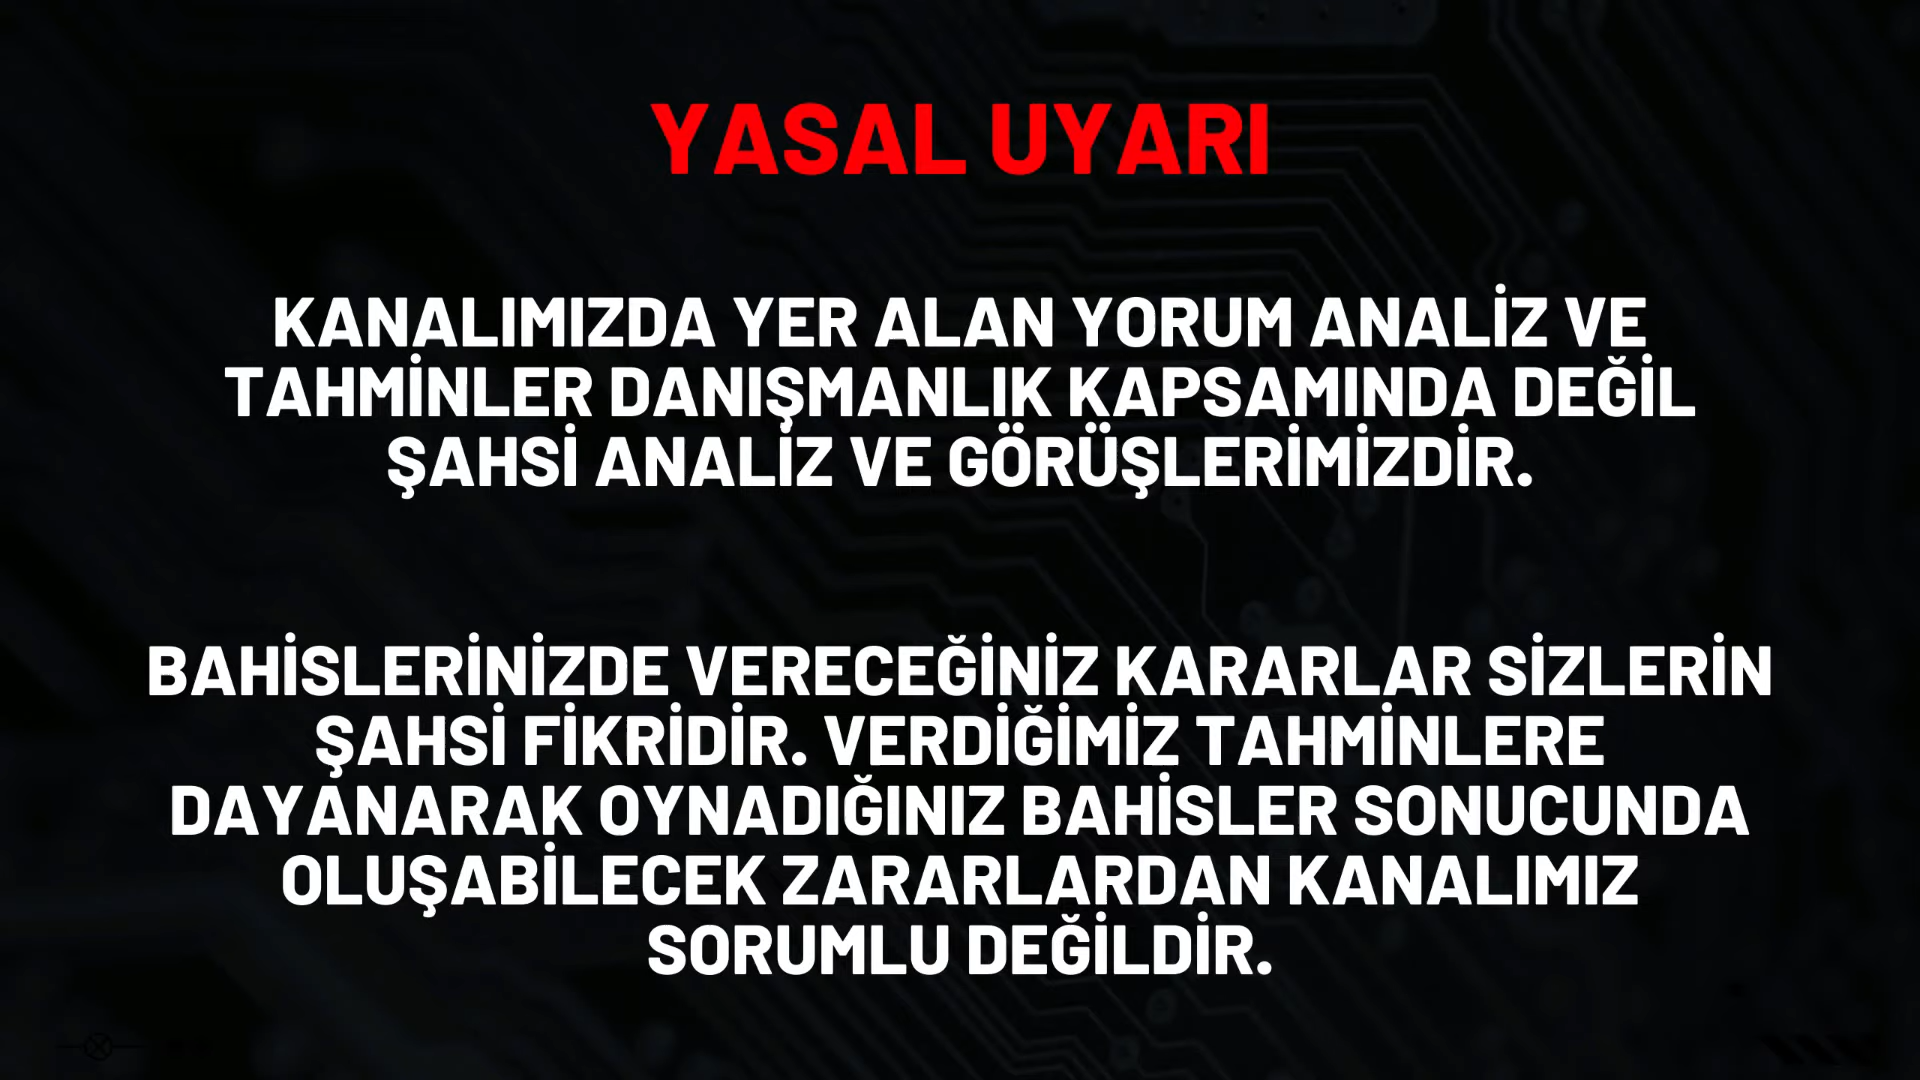 YASAL UYARI
KANALIMIZDA YER ALAN YORUM ANALİZ VE
TAHMİNLER DANIŞMANLIK KAPSAMINDA DEĞİL
ŞAHSİ ANALİZ VE GÖRÜŞLERİMİZDİR.
BAHİSLERİNİZDE VERECEĞİNİZ KARARLAR SİZLERİN
ŞAHSİ FİKRİDİR. VERDİĞİMİZ TAHMİNLERE
DAYANARAK OYNADIĞINIZ BAHİSLER SONUCUNDA
OLUŞABİLECEK ZARARLARDAN KANALIMIZ
SORUMLU DEĞİLDİR.